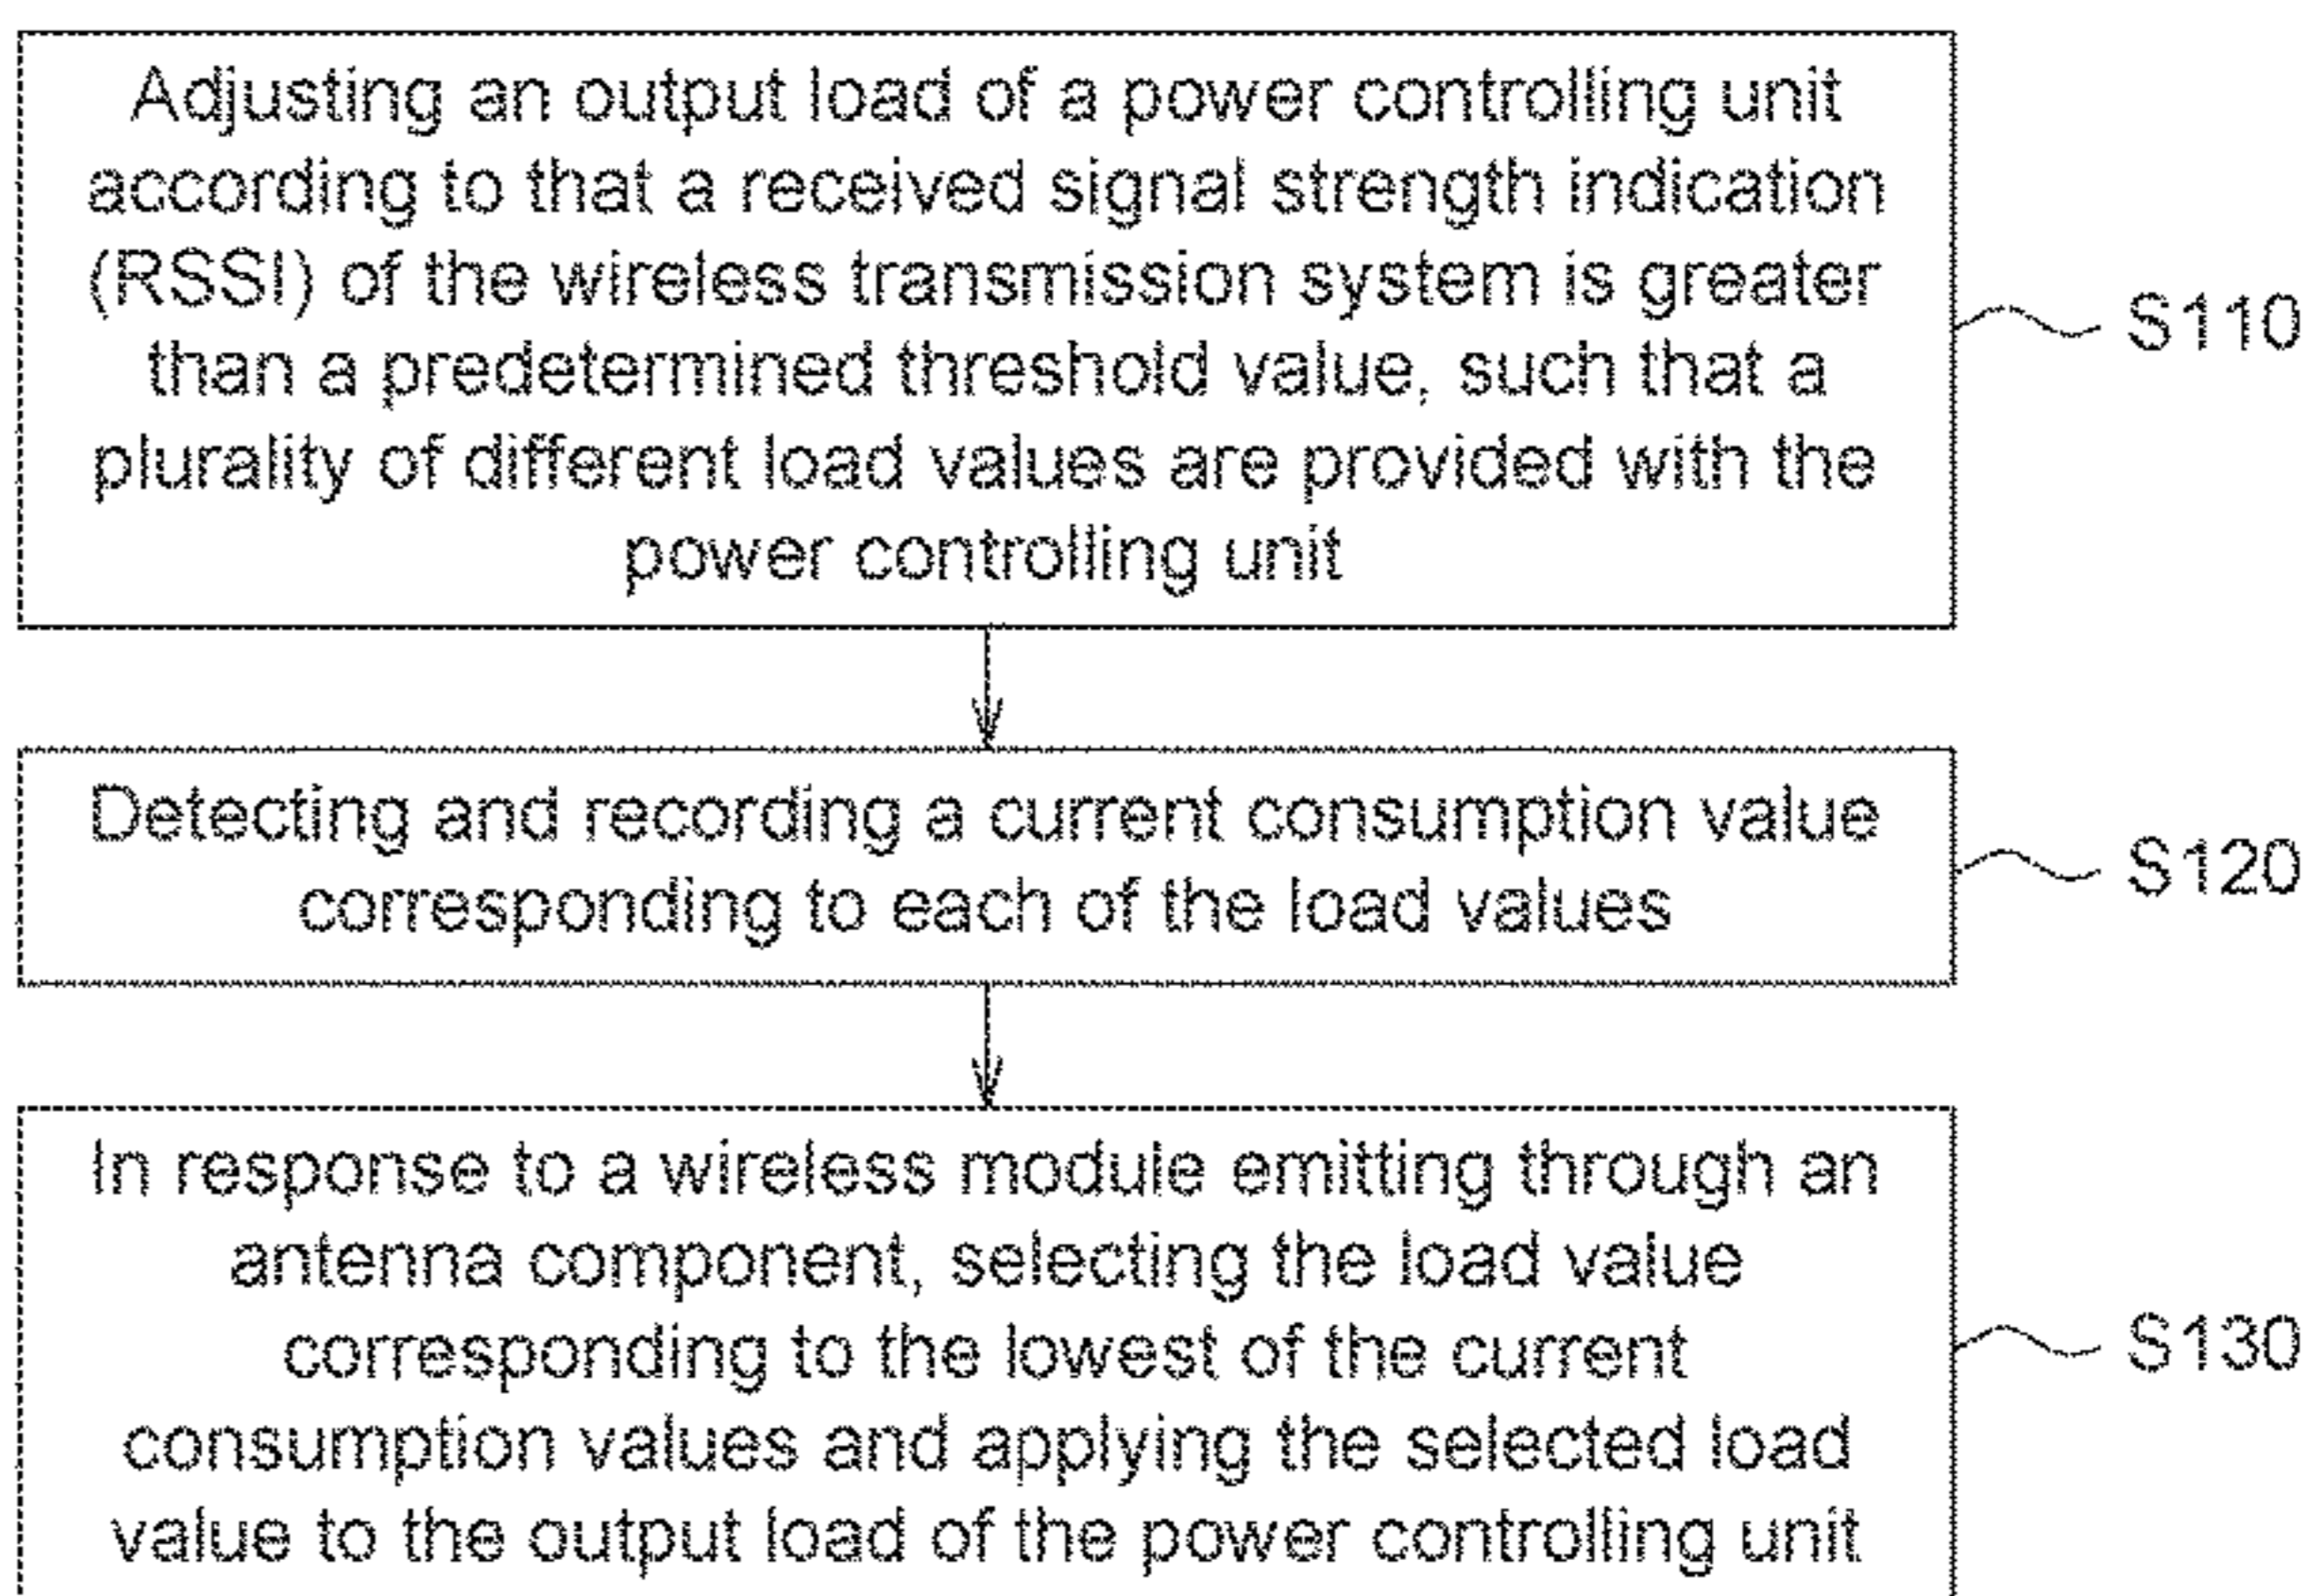 Adjusting an output load of a power controlling unit
according to that a received signal strength indication
(RSSI) of the wireless transmission system is greater
than a predetermined threshold value, such that a
plurality of different load values are provided with the
power controlling unit
S110
Detecting and recording a current consumption value
corresponding to each of the load values
S120
In response to a wireless module emitting through an
antenna component, selecting the load value
corresponding to the lowest of the current
consumption values and applying the selected load
value to the output load of the power controlling unit
S130